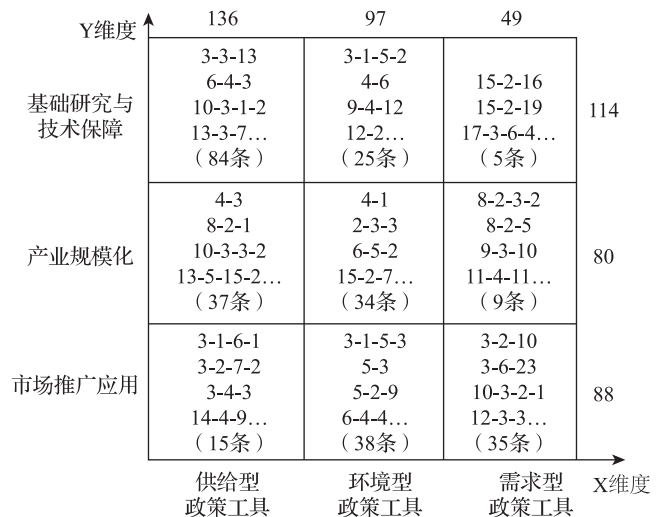 Y维度 136 97 49
基础研究与
技术保障
3-3-13
6-4-3
10-3-1-2
13-3-7…
(84条)
3-1-5-2
4-6
9-4-12
12-2…
(25条)
15-2-16
15-2-19
17-3-6-4…
(5条)
114
产业规模化
4-3
8-2-1
10-3-3-2
13-5-15-2…
(37条)
4-1
2-3-3
6-5-2
15-2-7…
(34条)
8-2-3-2
8-2-5
9-3-10
11-4-11…
(9条)
80
市场推广应用
3-1-6-1
3-2-7-2
3-4-3
14-4-9…
(15条)
3-1-5-3
5-3
5-2-9
6-4-4…
(38条)
3-2-10
3-6-23
10-3-2-1
12-3-3…
(35条)
88
供给型
政策工具
环境型
政策工具
需求型
政策工具
X维度